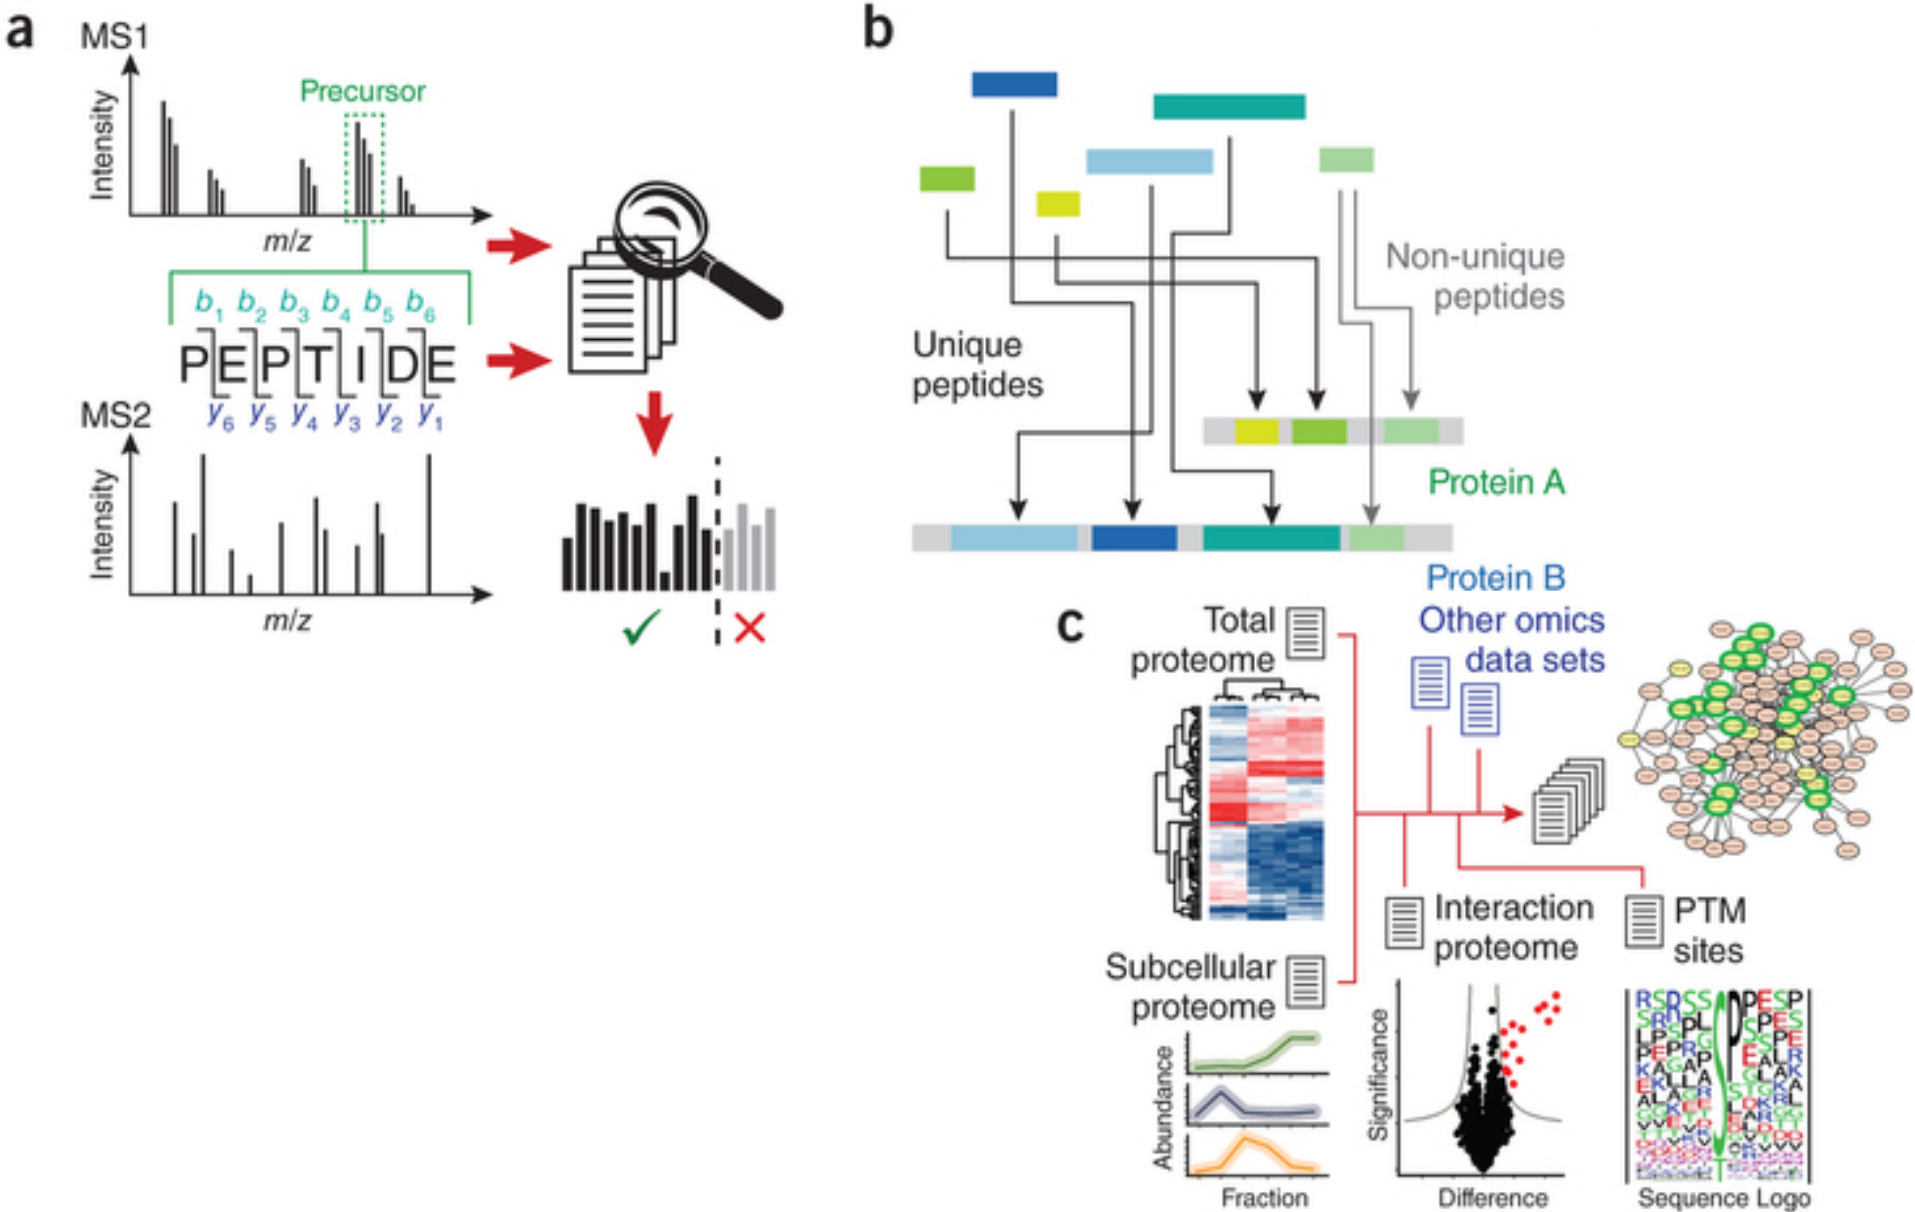 a
MS1
Intensity
Precursor
m/z
b1 b2 b3 b4 b5 b6
PEPTIDE
y6 y5 y4 y3 y2 y1
MS2
Intensity
m/z
b
Non-unique
peptides
Unique
peptides
Protein A
Protein B
c
Total
proteome
Other omics
data sets
Interaction
proteome
PTM
sites
Subcellular
proteome
Abundance
Fraction
Significance
Difference
Sequence Logo